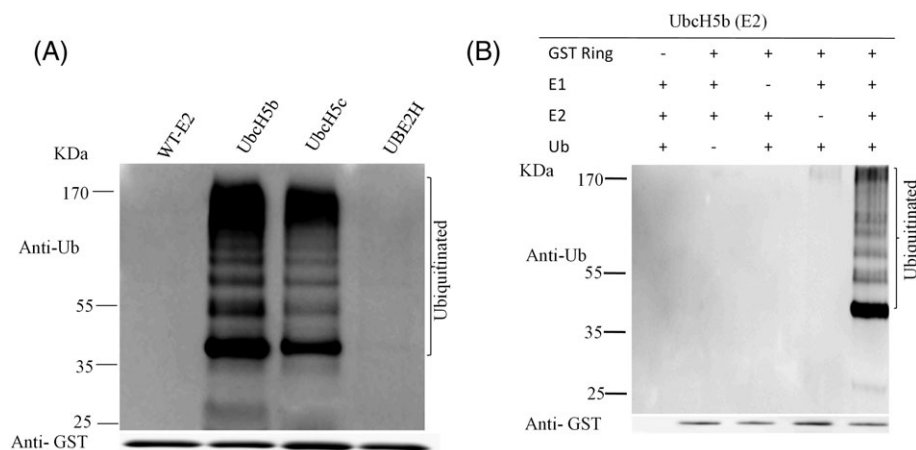 (A)
WT-E2 UbcH5b UbcH5c UBE2H
KDa
170
Anti-Ub
55
35
25
Ubiquitinated
Anti- GST
(B)
UbcH5b (E2)
GST Ring - + + + +
E1 + + - + +
E2 + + + - +
Ub + - + + +
KDa
170
Anti-Ub
55
35
25
Ubiquitinated
Anti- GST